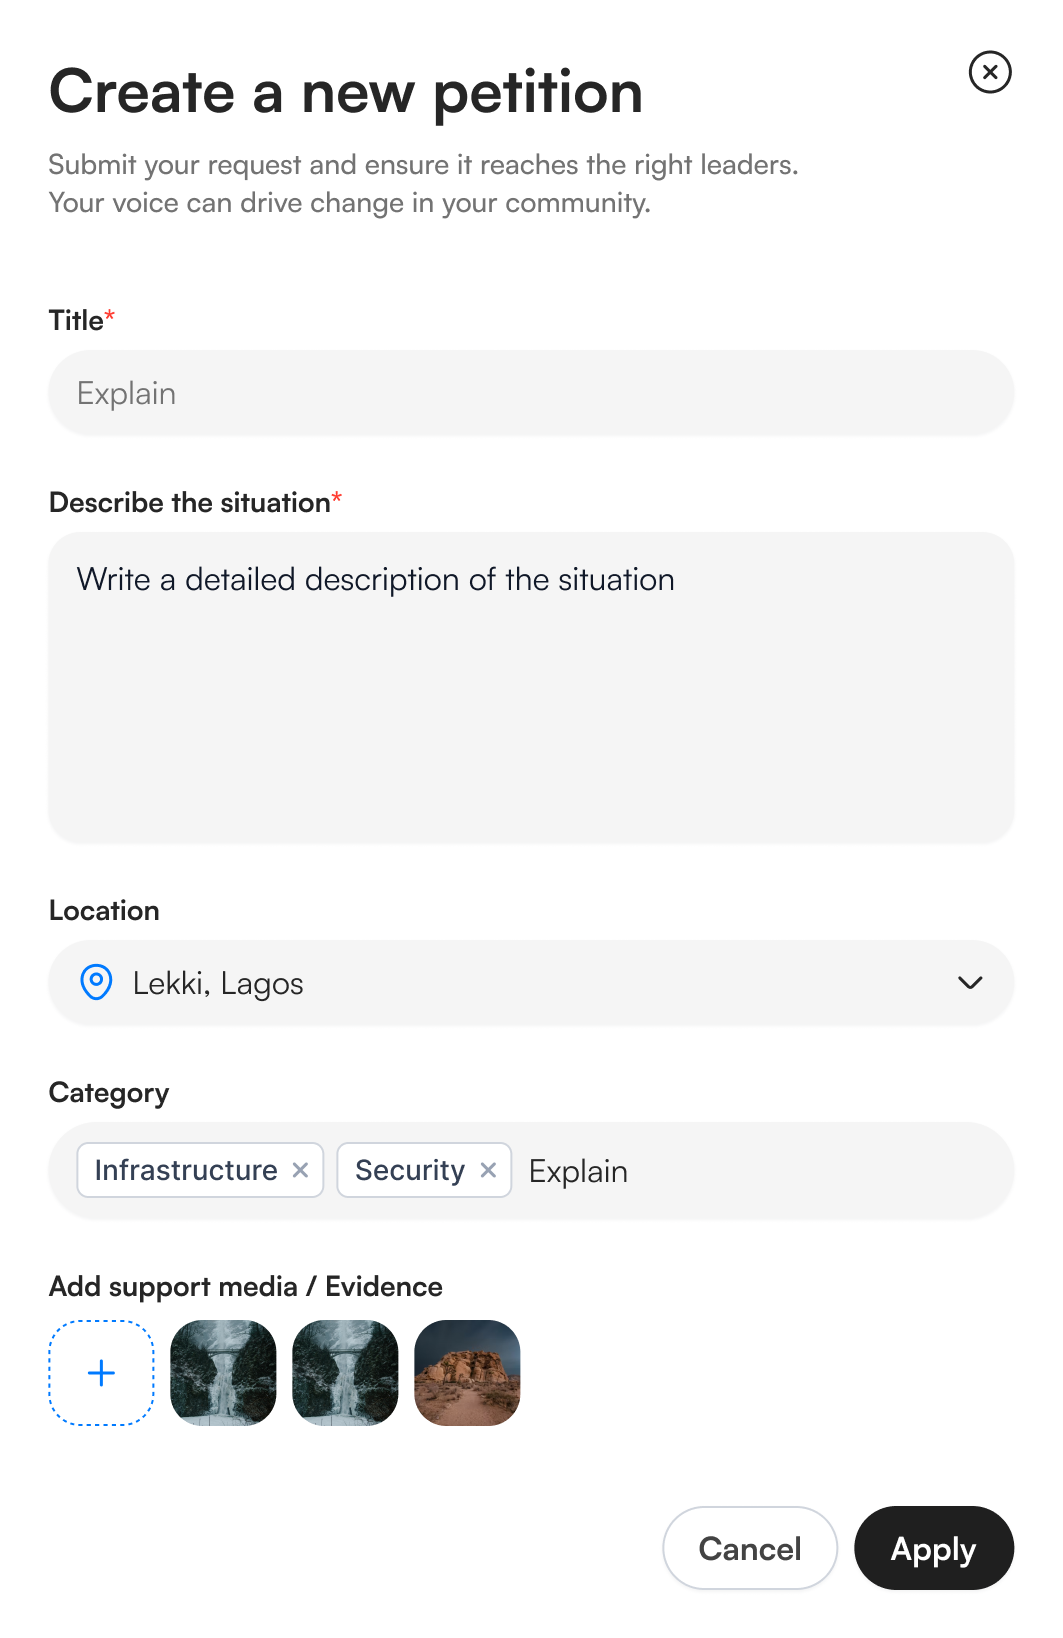 Create a new petition
Submit your request and ensure it reaches the right leaders.
Your voice can drive change in your community.
Title*
Explain
Describe the situation*
Write a detailed description of the situation
Location
Lekki, Lagos
Category
Infrastructure Security Explain
Add support media / Evidence
Cancel Apply